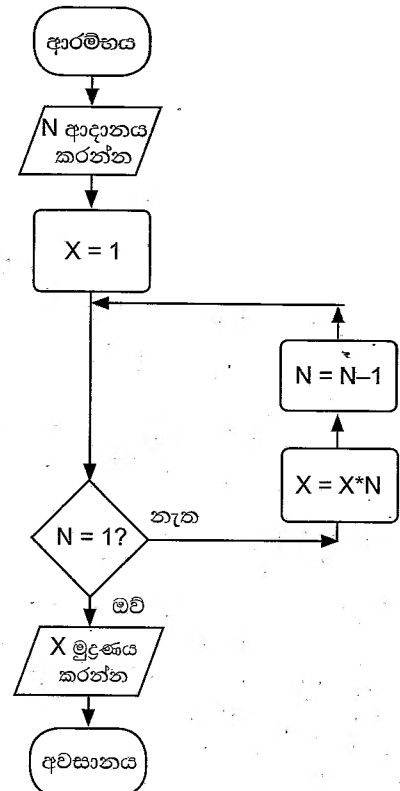 ආරම්භය
N ආදානය
කරන්න
X = 1
N = N–1
X = X*N
N = 1?
නැත
ඔව්
X මුද්‍රණය
කරන්න
අවසානය